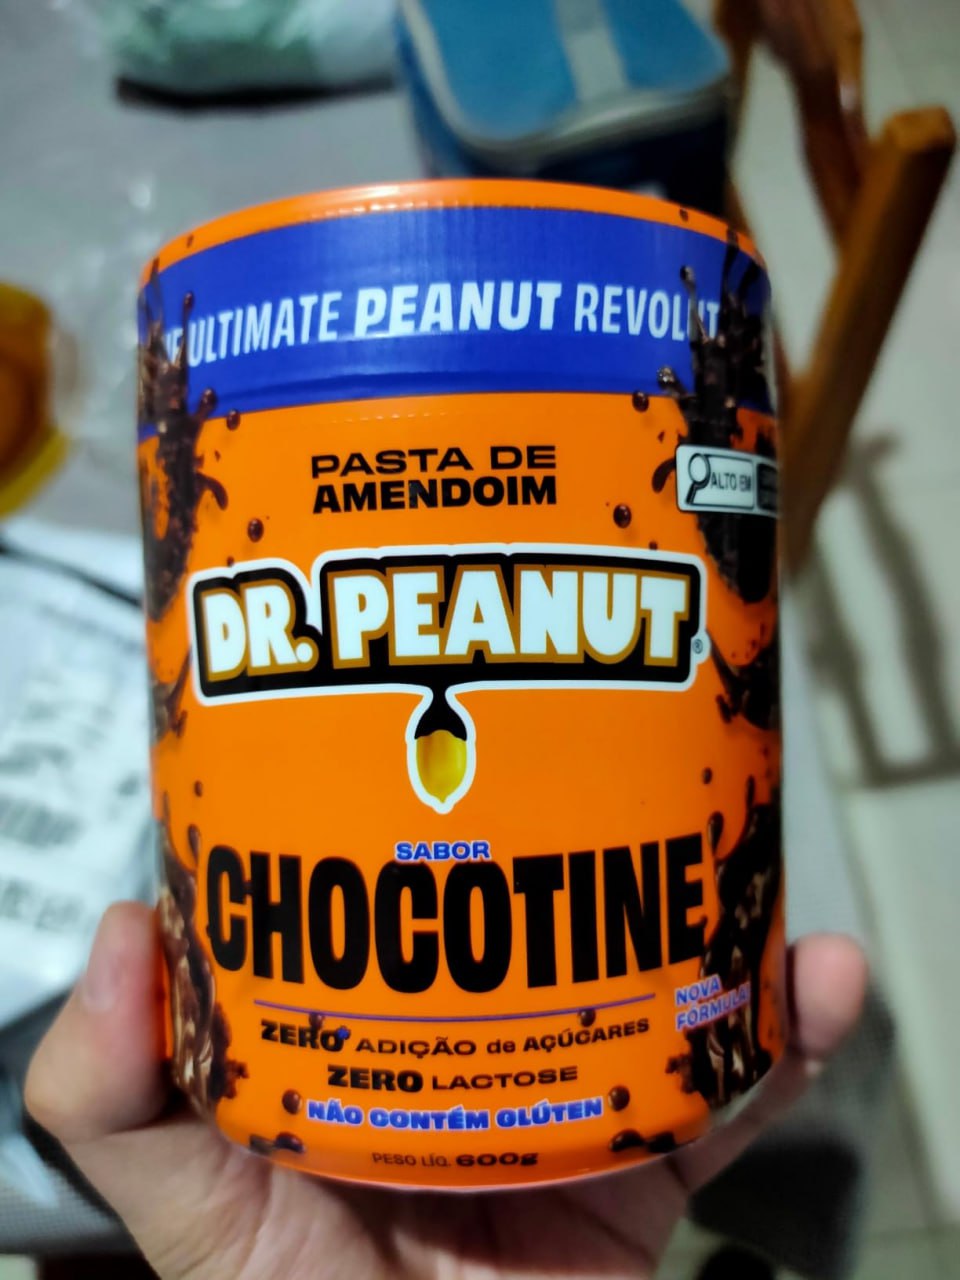 ULTIMATE PEANUT REVOLUT
PASTA DE
AMENDOIM
ALTO EM
DR. PEANUT®
SABOR
CHOCOTINE
NOVA
FÓRMULA
ZERO* ADIÇÃO de AÇÚCARES
ZERO LACTOSE
NÃO CONTÉM GLÚTEN
PESO LÍQ. 600g